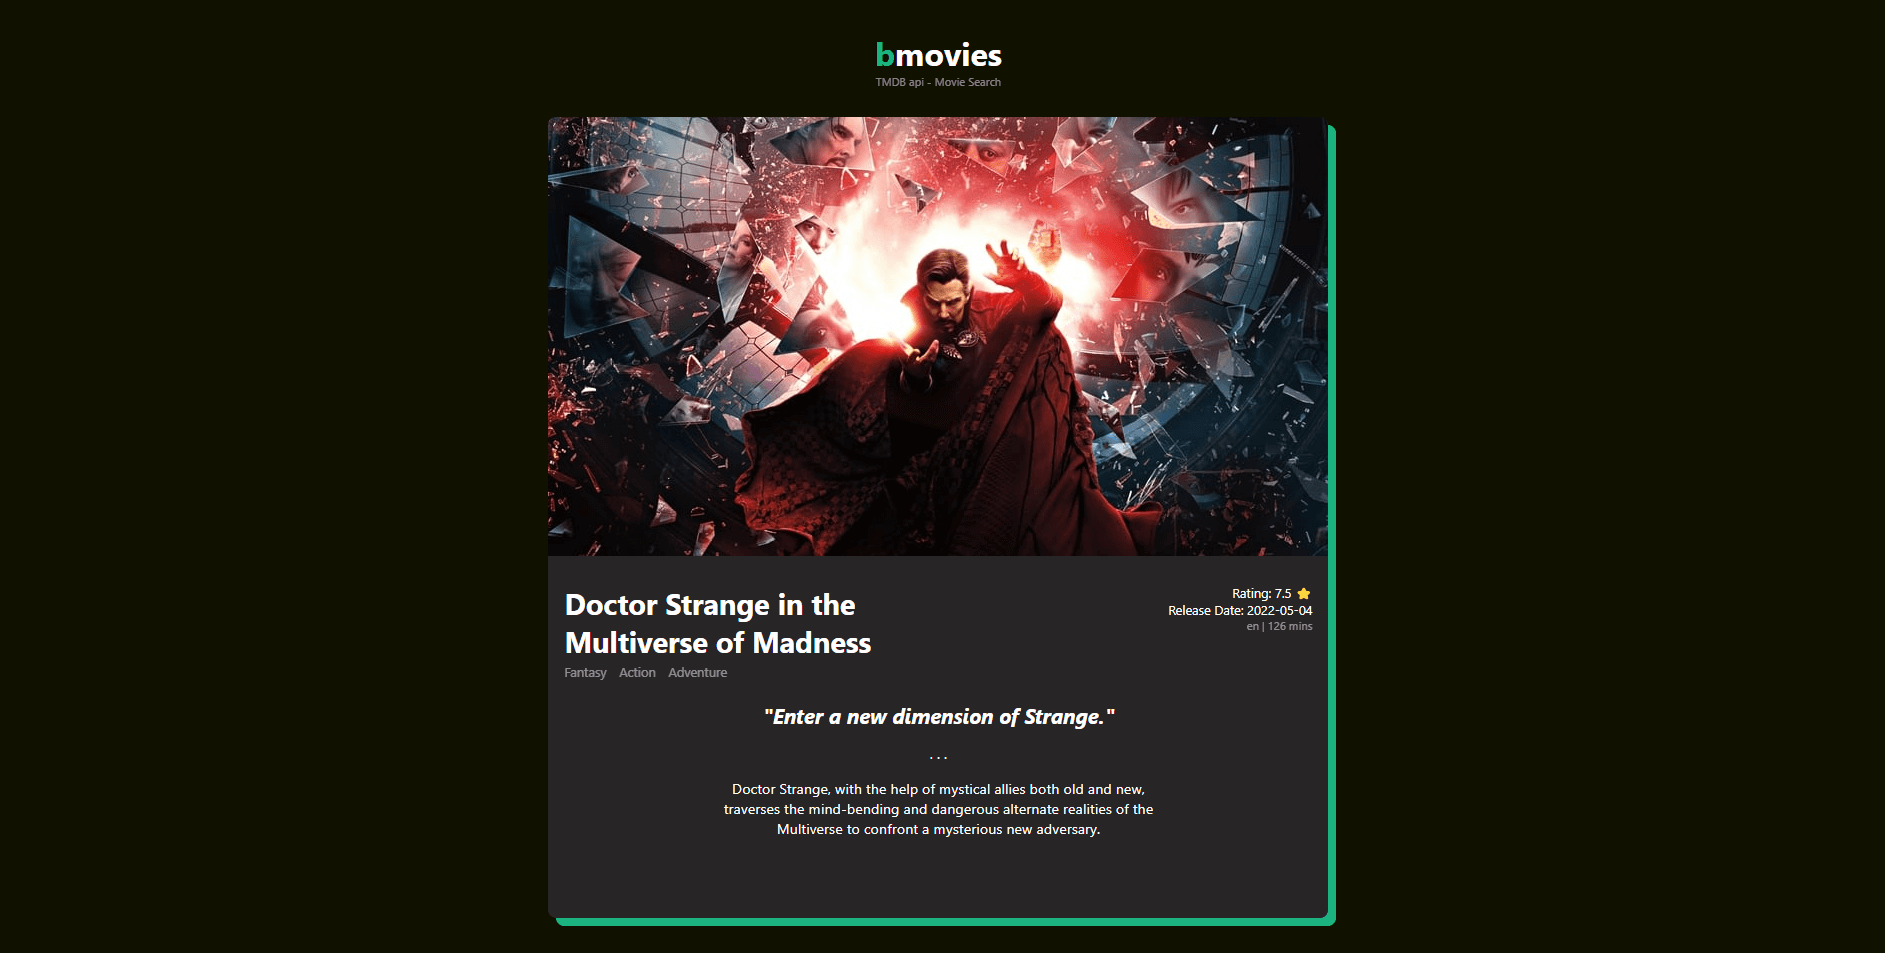 bmovies
TMDB api - Movie Search
Doctor Strange in the
Multiverse of Madness
Fantasy Action Adventure
Rating: 7.5
Release Date: 2022-05-04
en | 126 mins
"Enter a new dimension of Strange."
...
Doctor Strange, with the help of mystical allies both old and new,
traverses the mind-bending and dangerous alternate realities of the
Multiverse to confront a mysterious new adversary.